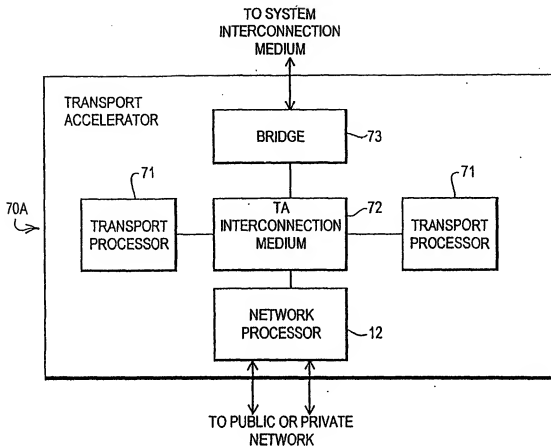 TO SYSTEM
INTERCONNECTION
MEDIUM
TRANSPORT
ACCELERATOR
BRIDGE
73
71
71
70A
TRANSPORT
PROCESSOR
TA
INTERCONNECTION
MEDIUM
72
TRANSPORT
PROCESSOR
NETWORK
PROCESSOR
12
TO PUBLIC OR PRIVATE
NETWORK